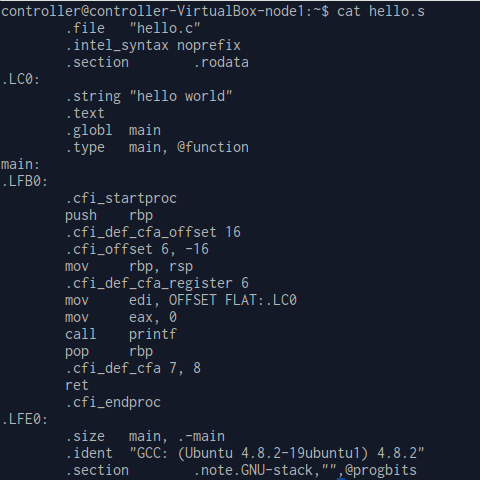 controller@controller-VirtualBox-node1:~$ cat hello.s
.file "hello.c"
.intel_syntax noprefix
.section .rodata
.LC0:
.string "hello world"
.text
.globl main
.type main, @function
main:
.LFB0:
.cfi_startproc
push rbp
.cfi_def_cfa_offset 16
.cfi_offset 6, -16
mov rbp, rsp
.cfi_def_cfa_register 6
mov edi, OFFSET FLAT:.LC0
mov eax, 0
call printf
pop rbp
.cfi_def_cfa 7, 8
ret
.cfi_endproc
.LFE0:
.size main, .-main
.ident "GCC: (Ubuntu 4.8.2-19ubuntu1) 4.8.2"
.section .note.GNU-stack,"",@progbits